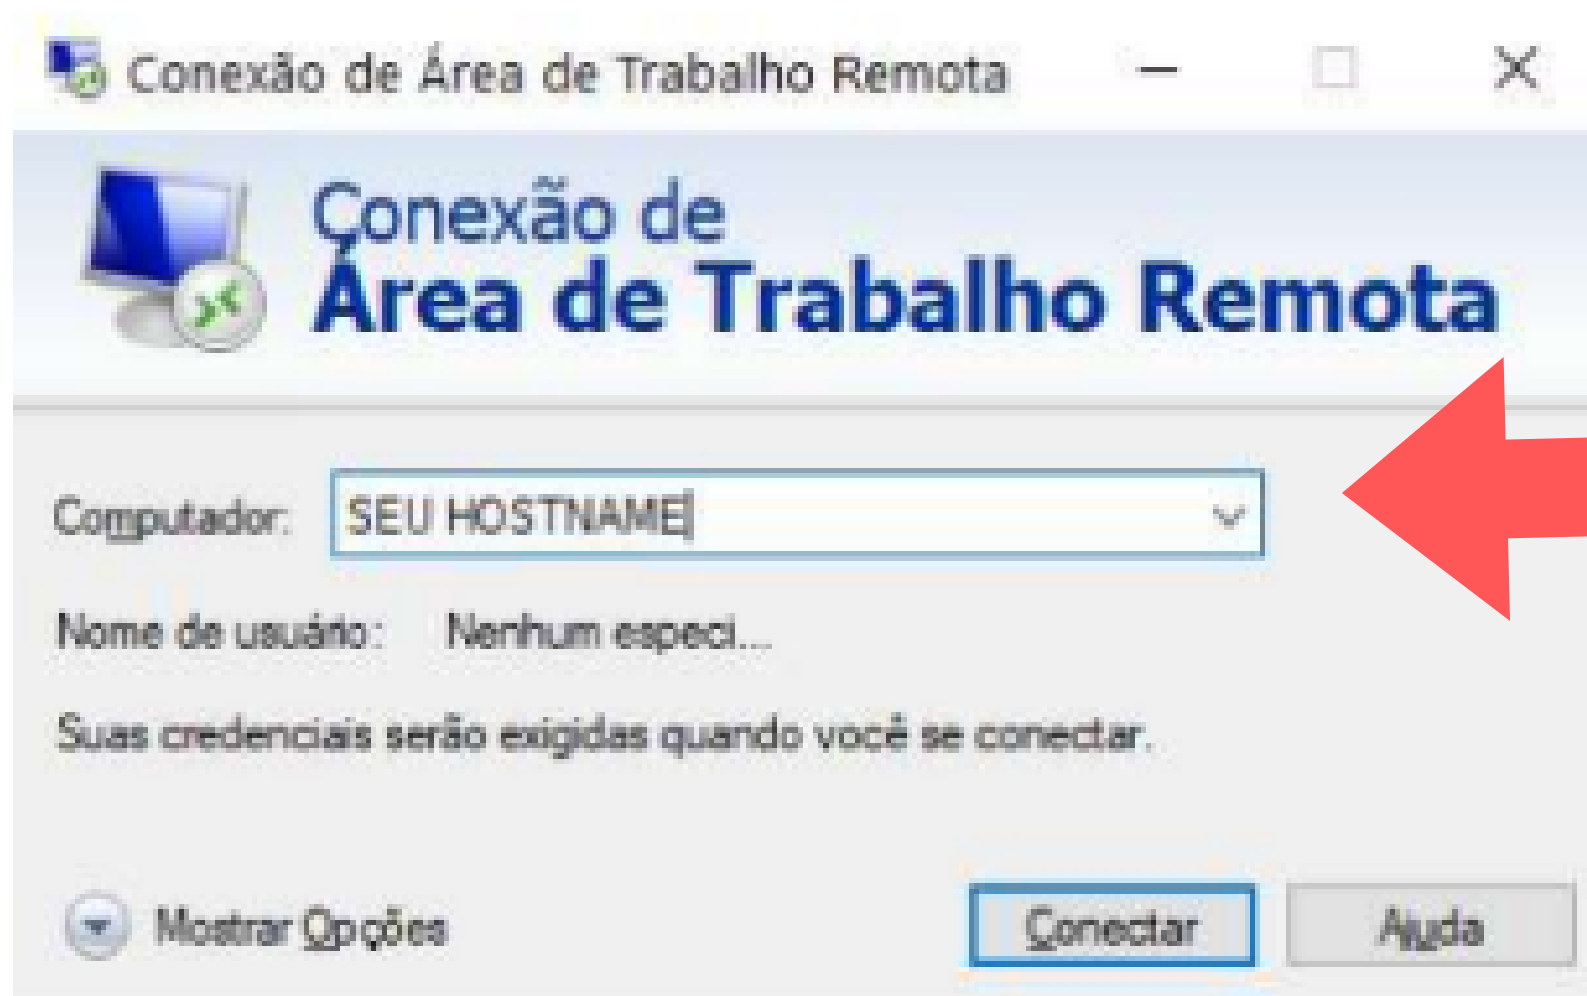 Conexão de Área de Trabalho Remota
Conexão de
Área de Trabalho Remota
Computador: SEU HOSTNAME
Nome de usuário: Nenhum especi...
Suas credenciais serão exigidas quando você se conectar.
Mostrar Opções Conectar Ajuda